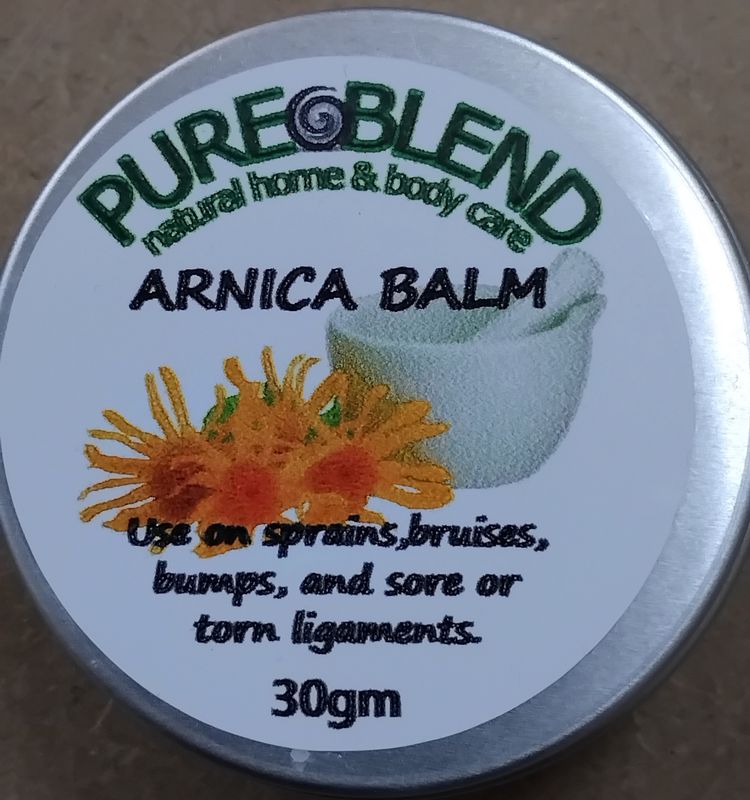 PURE BLEND
natural home & body care
ARNICA BALM
Use on sprains,bruises,
bumps, and sore or
torn ligaments.
30gm